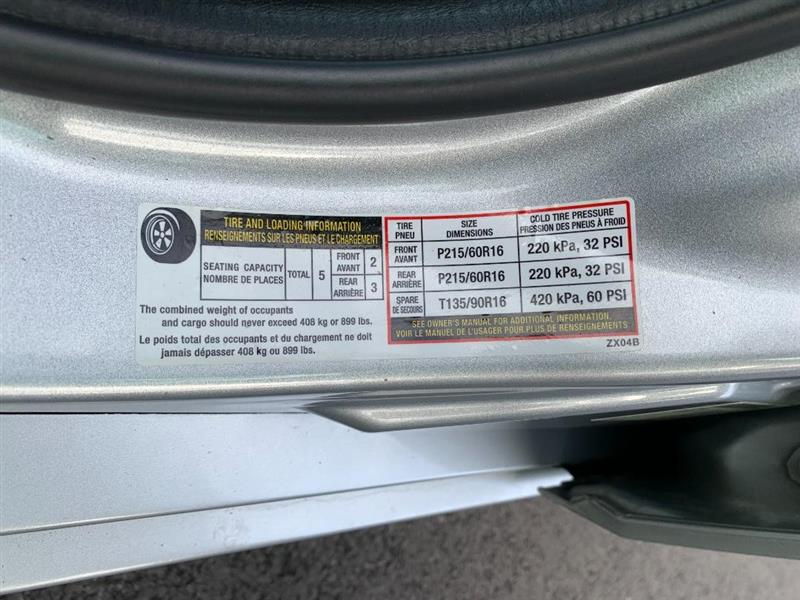 TIRE AND LOADING INFORMATION
RENSEIGNEMENTS SUR LES PNEUS ET LE CHARGEMENT
SEATING CAPACITY
NOMBRE DE PLACES
TOTAL
5
FRONT
AVANT
2
REAR
ARRIÈRE
3
The combined weight of occupants
and cargo should never exceed 408 kg or 899 lbs.
Le poids total des occupants et du chargement ne doit
jamais dépasser 408 kg ou 899 lbs.
TIRE
PNEU
SIZE
DIMENSIONS
COLD TIRE PRESSURE
PRESSION DES PNEUS À FROID
FRONT
AVANT
P215/60R16
220 kPa, 32 PSI
REAR
ARRIÈRE
P215/60R16
220 kPa, 32 PSI
SPARE
DE SECOURS
T135/90R16
420 kPa, 60 PSI
SEE OWNER'S MANUAL FOR ADDITIONAL INFORMATION.
VOIR LE MANUEL DE L'USAGER POUR PLUS DE RENSEIGNEMENTS
ZX04B